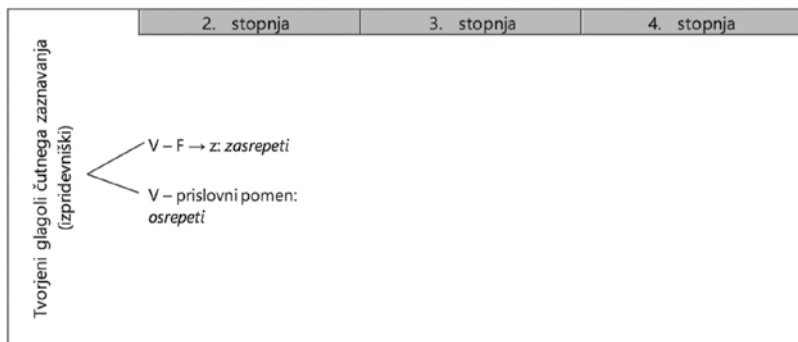 2. stopnja
3. stopnja
4. stopnja
Tvorjeni glagoli čutnega zaznavanja
(izpridevniški)
V – F → z: zasrepeti
V – prislovni pomen:
osrepeti